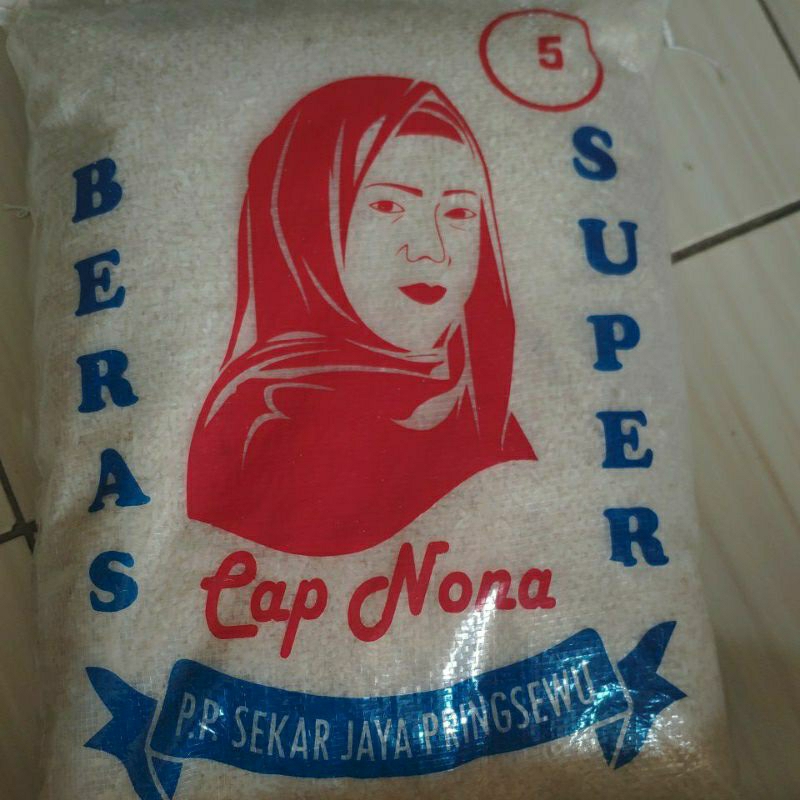 5
BERAS
SUPER
Cap Nona
P.P. SEKAR JAYA PRINGSEWU